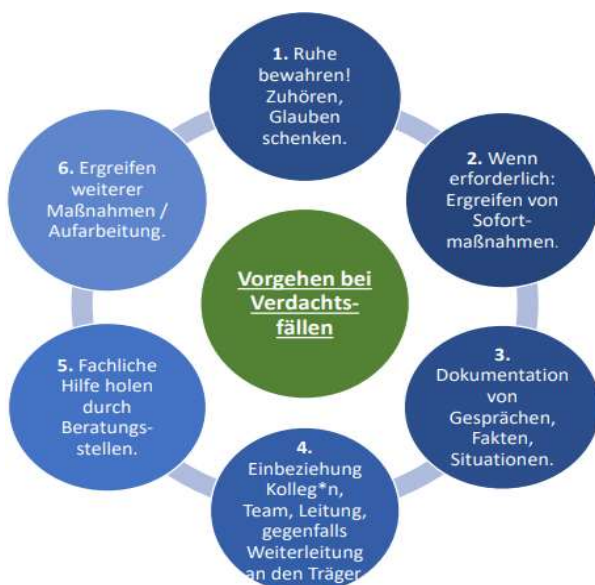 1. Ruhe
bewahren!
Zuhören,
Glauben
schenken.
2. Wenn
erforderlich:
Ergreifen von
Sofort-
maßnahmen.
3.
Dokumentation
von
Gesprächen,
Fakten,
Situationen.
4.
Einbeziehung
Kolleg*n,
Team, Leitung,
gegenfalls
Weiterleitung
an den Träger.
5. Fachliche
Hilfe holen
durch
Beratungs-
stellen.
6. Ergreifen
weiterer
Maßnahmen /
Aufarbeitung.
Vorgehen bei
Verdachts-
fällen